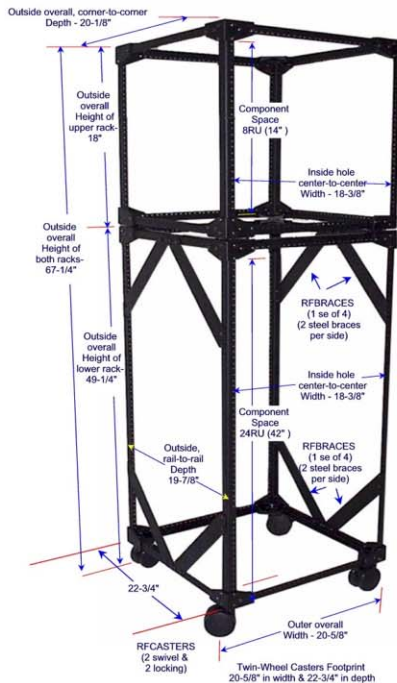 Outside overall, corner-to-corner
Depth - 20-1/8"
Outside
overall
Height of
upper rack-
18"
Component
Space
8RU (14")
Inside hole
center-to-center
Width - 18-3/8"
Outside
overall
Height of
both racks-
67-1/4"
Outside
overall
Height of
lower rack-
49-1/4"
RFBRACES
(1 se of 4)
(2 steel braces
per side)
Inside hole
center-to-center
Width - 18-3/8"
Component
Space
24RU (42" )
Outside,
rail-to-rail
Depth
19-7/8"
RFBRACES
(1 se of 4)
(2 steel braces
per side)
22-3/4"
Outer overall
Width - 20-5/8"
RFCASTERS
(2 swivel &
2 locking)
Twin-Wheel Casters Footprint
20-5/8" in width & 22-3/4" in depth